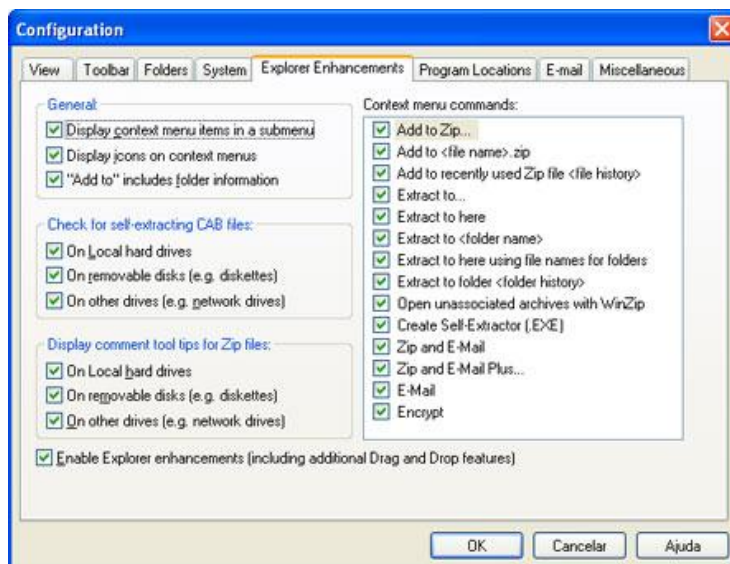 Configuration
View Toolbar Folders System Explorer Enhancements Program Locations E-mail Miscellaneous
General:
Display context menu items in a submenu
Display icons on context menus
"Add to" includes folder information
Check for self-extracting CAB files:
On Local hard drives
On removable disks (e.g. diskettes)
On other drives (e.g. network drives)
Display comment tool tips for Zip files:
On Local hard drives
On removable disks (e.g. diskettes)
On other drives (e.g. network drives)
Context menu commands:
Add to Zip...
Add to <file name>.zip
Add to recently used Zip file <file history>
Extract to...
Extract to here
Extract to <folder name>
Extract to here using file names for folders
Extract to folder <folder history>
Open unassociated archives with WinZip
Create Self-Extractor (.EXE)
Zip and E-Mail
Zip and E-Mail Plus...
E-Mail
Encrypt
Enable Explorer enhancements (including additional Drag and Drop features)
OK Cancelar Ajuda